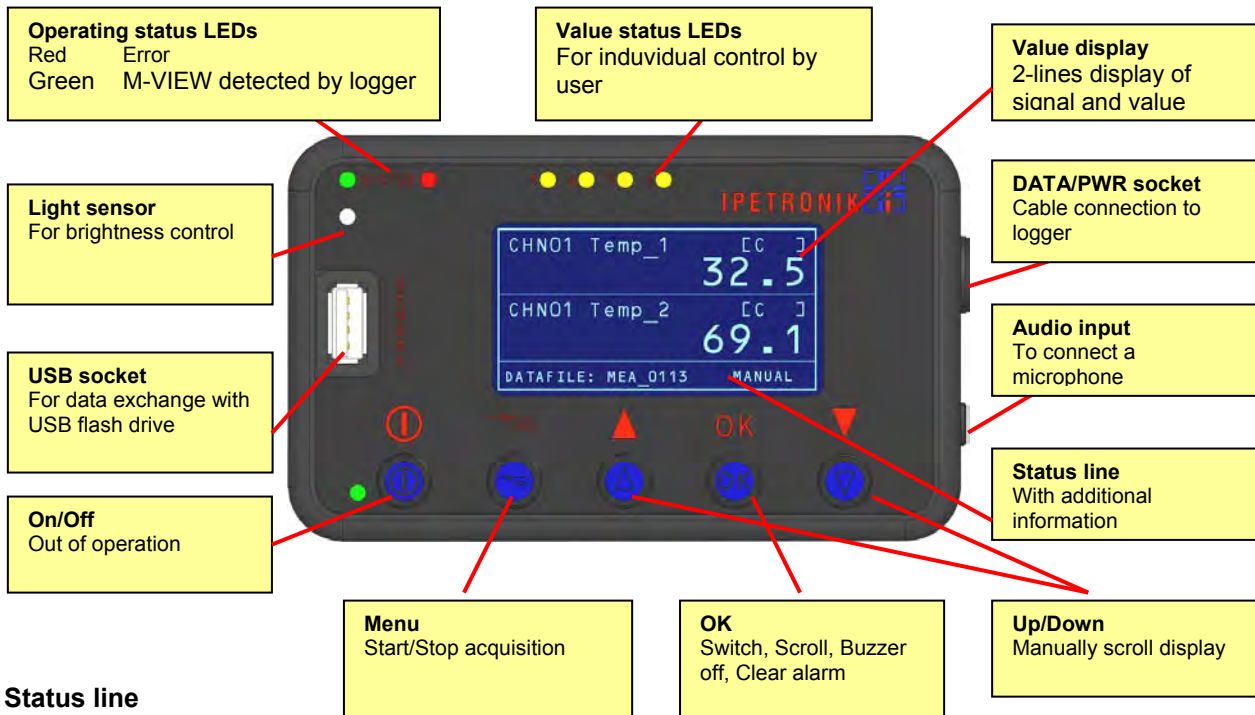 Operating status LEDs
Red Error
Green M-VIEW detected by logger
Value status LEDs
For induvidual control by
user
Value display
2-lines display of
signal and value
Light sensor
For brightness control
DATA/PWR socket
Cable connection to
logger
IPETRONIK
CHNO1 Temp_1 [C ]
32.5
CHNO1 Temp_2 [C ]
69.1
DATAFILE: MEA_0113 MANUAL
Audio input
To connect a
microphone
USB socket
For data exchange with
USB flash drive
OK
OK
Status line
With additional
information
On/Off
Out of operation
Menu
Start/Stop acquisition
OK
Switch, Scroll, Buzzer
off, Clear alarm
Up/Down
Manually scroll display
Status line